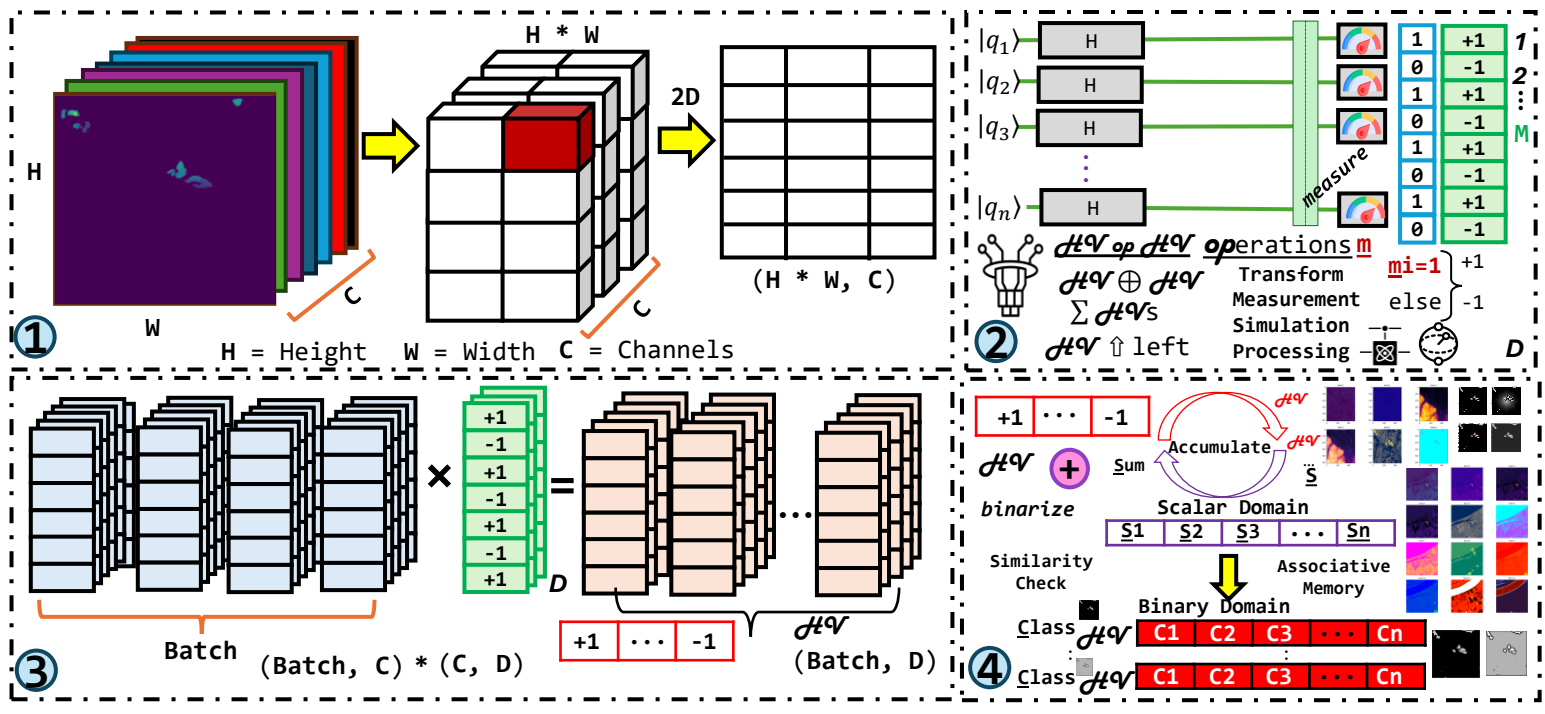 H * W
2D
H
C
C
W
(H * W, C)
H = Height W = Width C = Channels
1
|q1⟩ H 1 +1 1
0 -1
|q2⟩ H 1 +1 2
0 -1
|q3⟩ H 1 +1 ⋮
0 -1 M
measure
|qn⟩ H 1 +1
0 -1
HV op HV operations m
HV ⊕ HV
∑ HVs
HV ⇧ left
Transform
Measurement
Simulation
Processing
mi=1 +1
else -1
D
2
+1
-1
+1
-1
+1
-1
+1
× =
D
...
Batch
(Batch, C) * (C, D)
+1 ... -1
HV
(Batch, D)
3
+1 ... -1
HV +
binarize
HV
HV
Accumulate
Sum
S̈
Scalar Domain
S1 S2 S3 ... Sn
Similarity
Check
Associative
Memory
Binary Domain
Class HV C1 C2 C3 ... Cn
⋮
Class HV C1 C2 C3 ... Cn
4